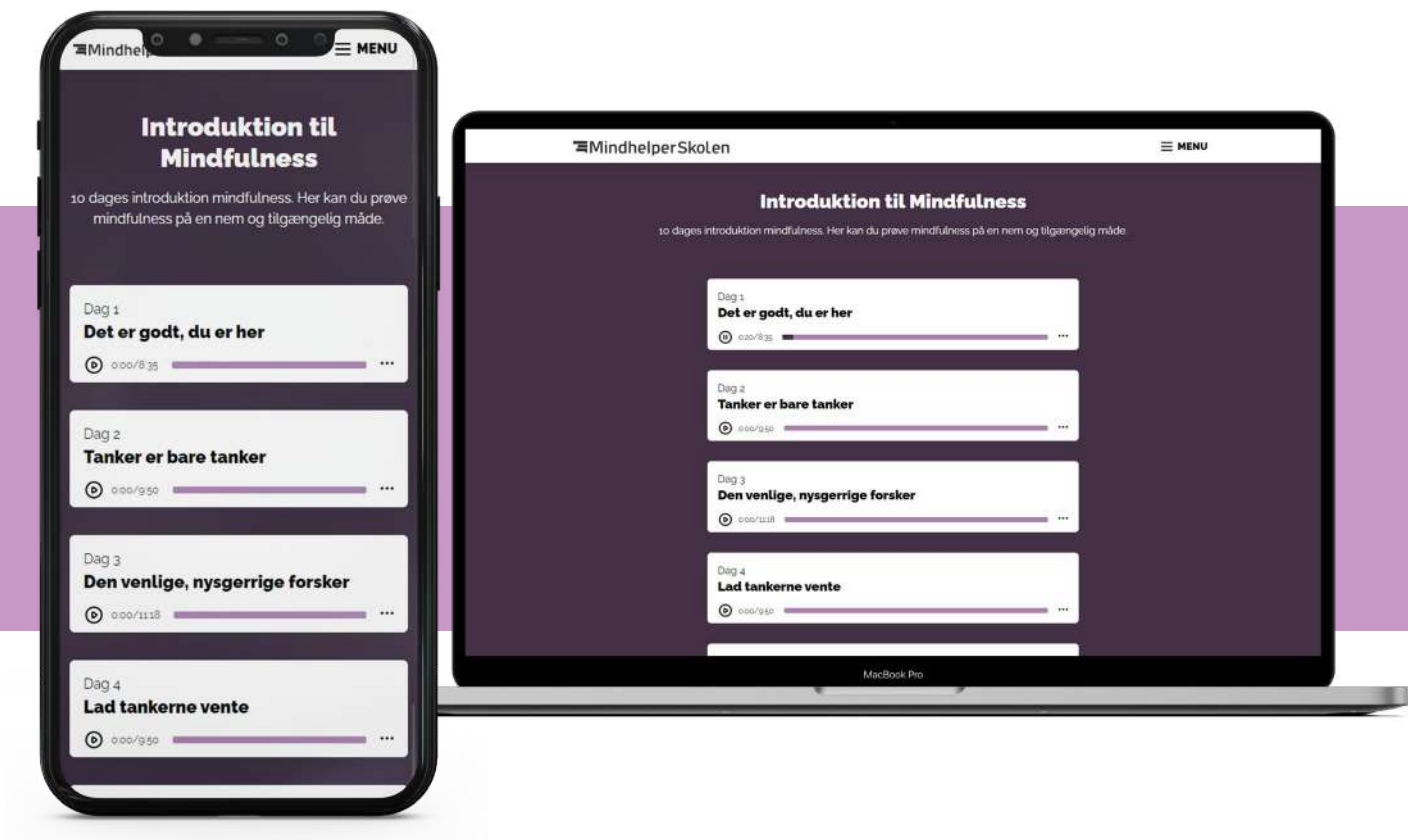 Mindhel
MENU
Introduktion til
Mindfulness
10 dages introduktion mindfulness. Her kan du prøve
mindfulness på en nem og tilgængelig måde.
Dag 1
Det er godt, du er her
0:00/8:35
Dag 2
Tanker er bare tanker
0:00/9:50
Dag 3
Den venlige, nysgerrige forsker
0:00/11:18
Dag 4
Lad tankerne vente
0:00/9:50
MindhelperSkolen
MENU
Introduktion til Mindfulness
10 dages introduktion mindfulness. Her kan du prøve mindfulness på en nem og tilgængelig måde.
Dag 1
Det er godt, du er her
0:20/8:35
Dag 2
Tanker er bare tanker
0:00/9:50
Dag 3
Den venlige, nysgerrige forsker
0:00/11:18
Dag 4
Lad tankerne vente
0:00/9:50
MacBook Pro